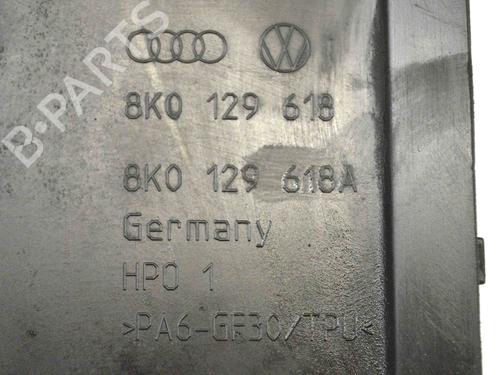 8K0 129 618
8K0 129 618A
Germany
HPO 1
>PA6-GF30/TPU<
B-PARTS